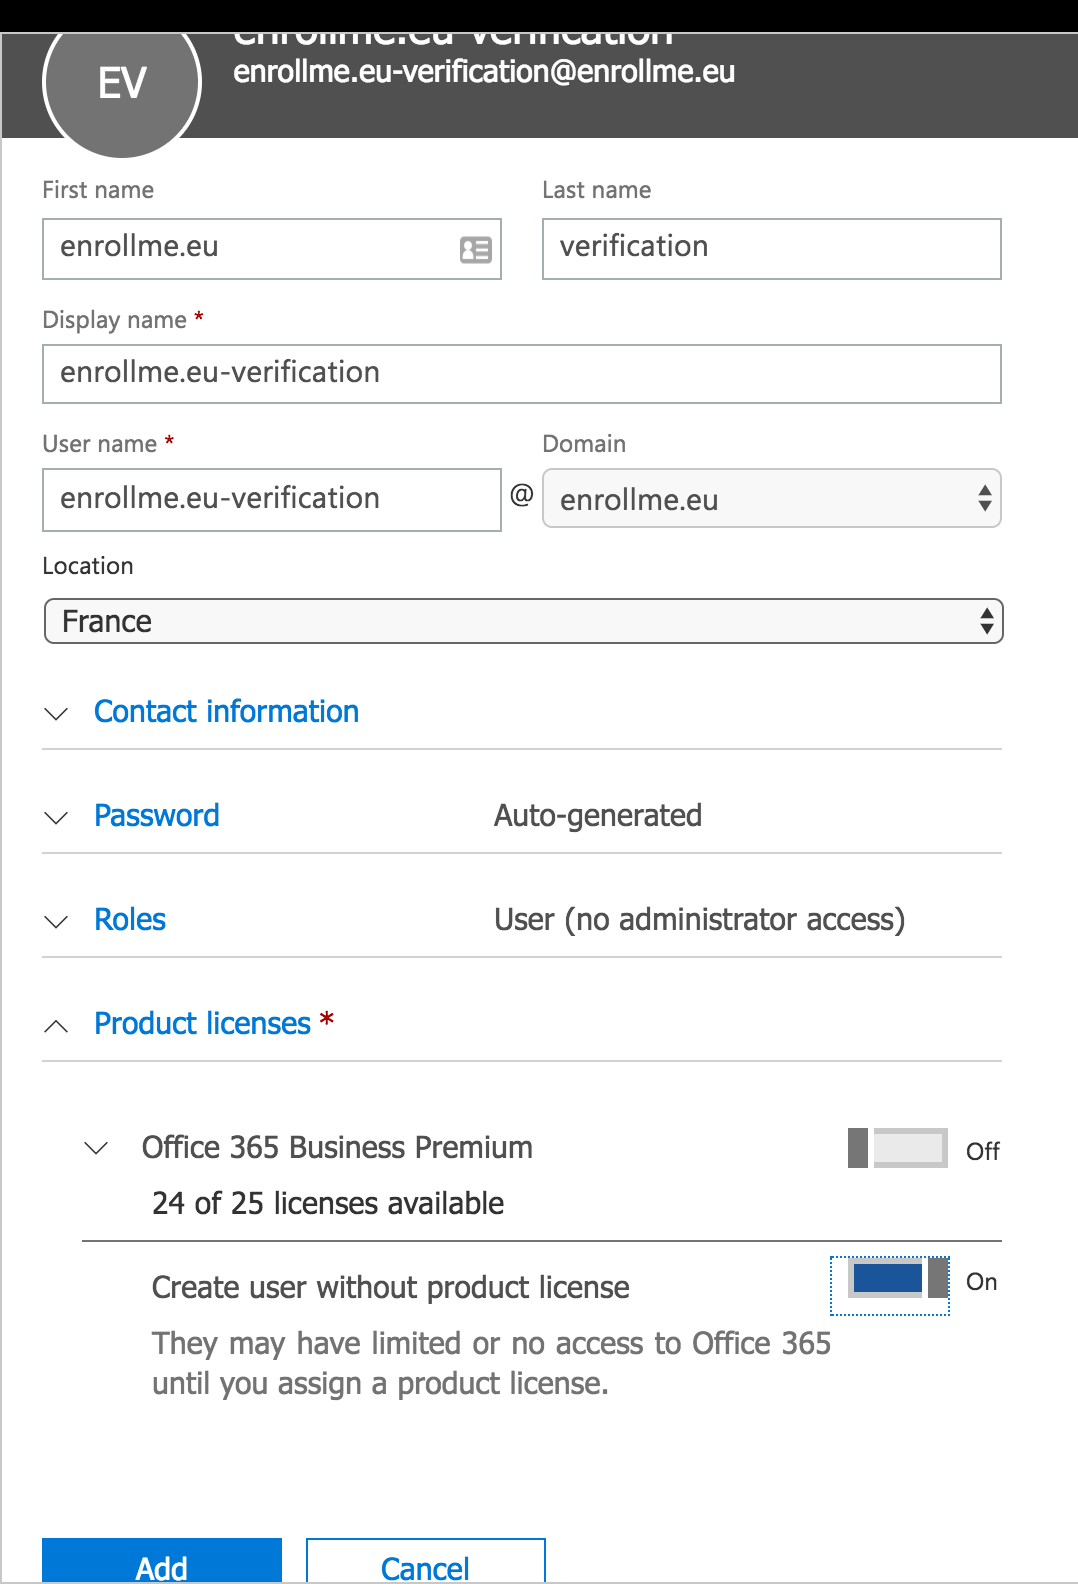 enrollme.eu-verification
EV
enrollme.eu-verification@enrollme.eu
First name
Last name
enrollme.eu
verification
Display name *
enrollme.eu-verification
User name *
Domain
enrollme.eu-verification
@
enrollme.eu
Location
France
Contact information
Password
Auto-generated
Roles
User (no administrator access)
Product licenses *
Office 365 Business Premium
Off
24 of 25 licenses available
Create user without product license
On
They may have limited or no access to Office 365
until you assign a product license.
Add
Cancel